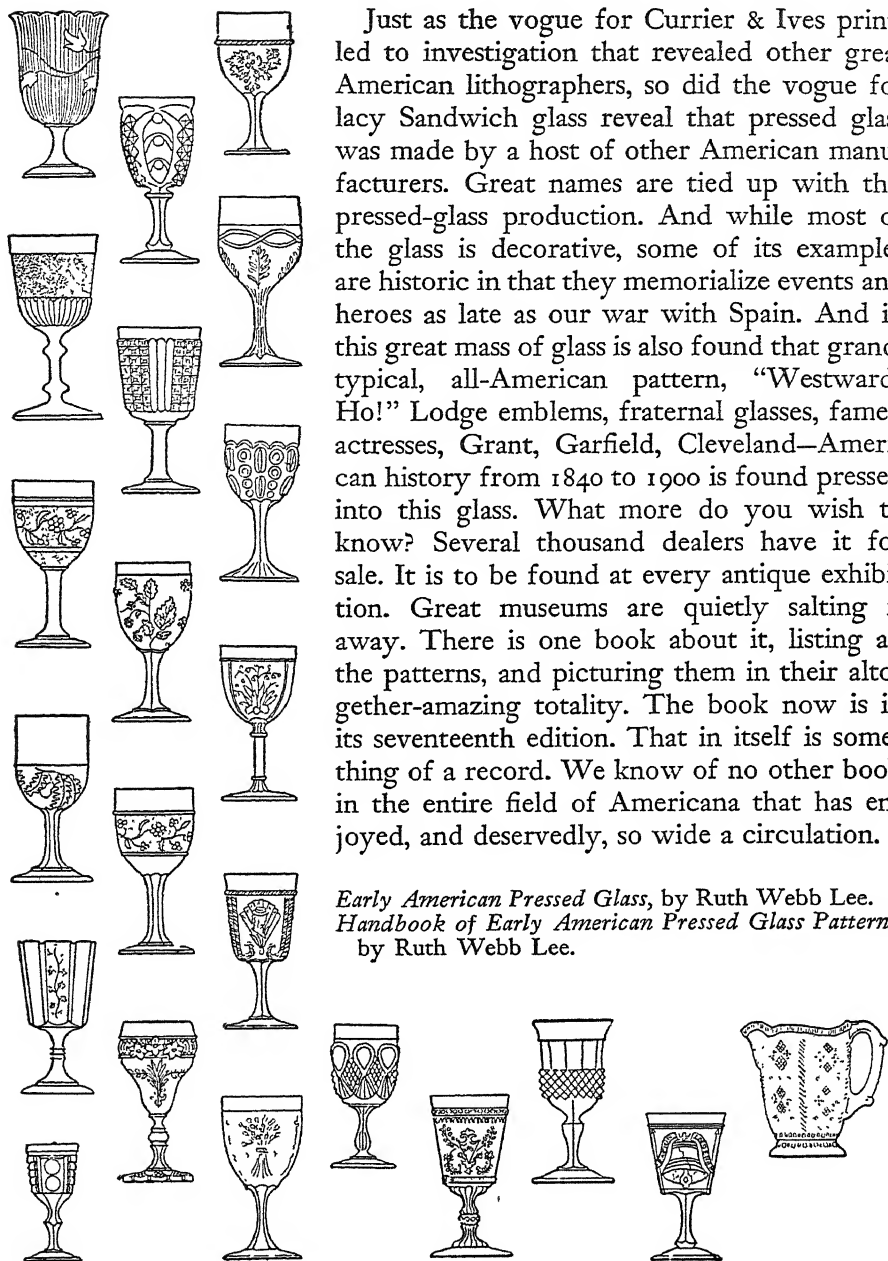 Just as the vogue for Currier & Ives prin
led to investigation that revealed other grea
American lithographers, so did the vogue fo
lacy Sandwich glass reveal that pressed glas
was made by a host of other American manu
facturers. Great names are tied up with th
pressed-glass production. And while most o
the glass is decorative, some of its example
are historic in that they memorialize events an
heroes as late as our war with Spain. And i
this great mass of glass is also found that grand
typical, all-American pattern, “Westward
Ho!” Lodge emblems, fraternal glasses, fame
actresses, Grant, Garfield, Cleveland—Ameri
can history from 1840 to 1900 is found presse
into this glass. What more do you wish t
know? Several thousand dealers have it fo
sale. It is to be found at every antique exhibi
tion. Great museums are quietly salting i
away. There is one book about it, listing a
the patterns, and picturing them in their alto
gether-amazing totality. The book now is i
its seventeenth edition. That in itself is some
thing of a record. We know of no other boo
in the entire field of Americana that has en
joyed, and deservedly, so wide a circulation.
Early American Pressed Glass, by Ruth Webb Lee.
Handbook of Early American Pressed Glass Pattern
by Ruth Webb Lee.